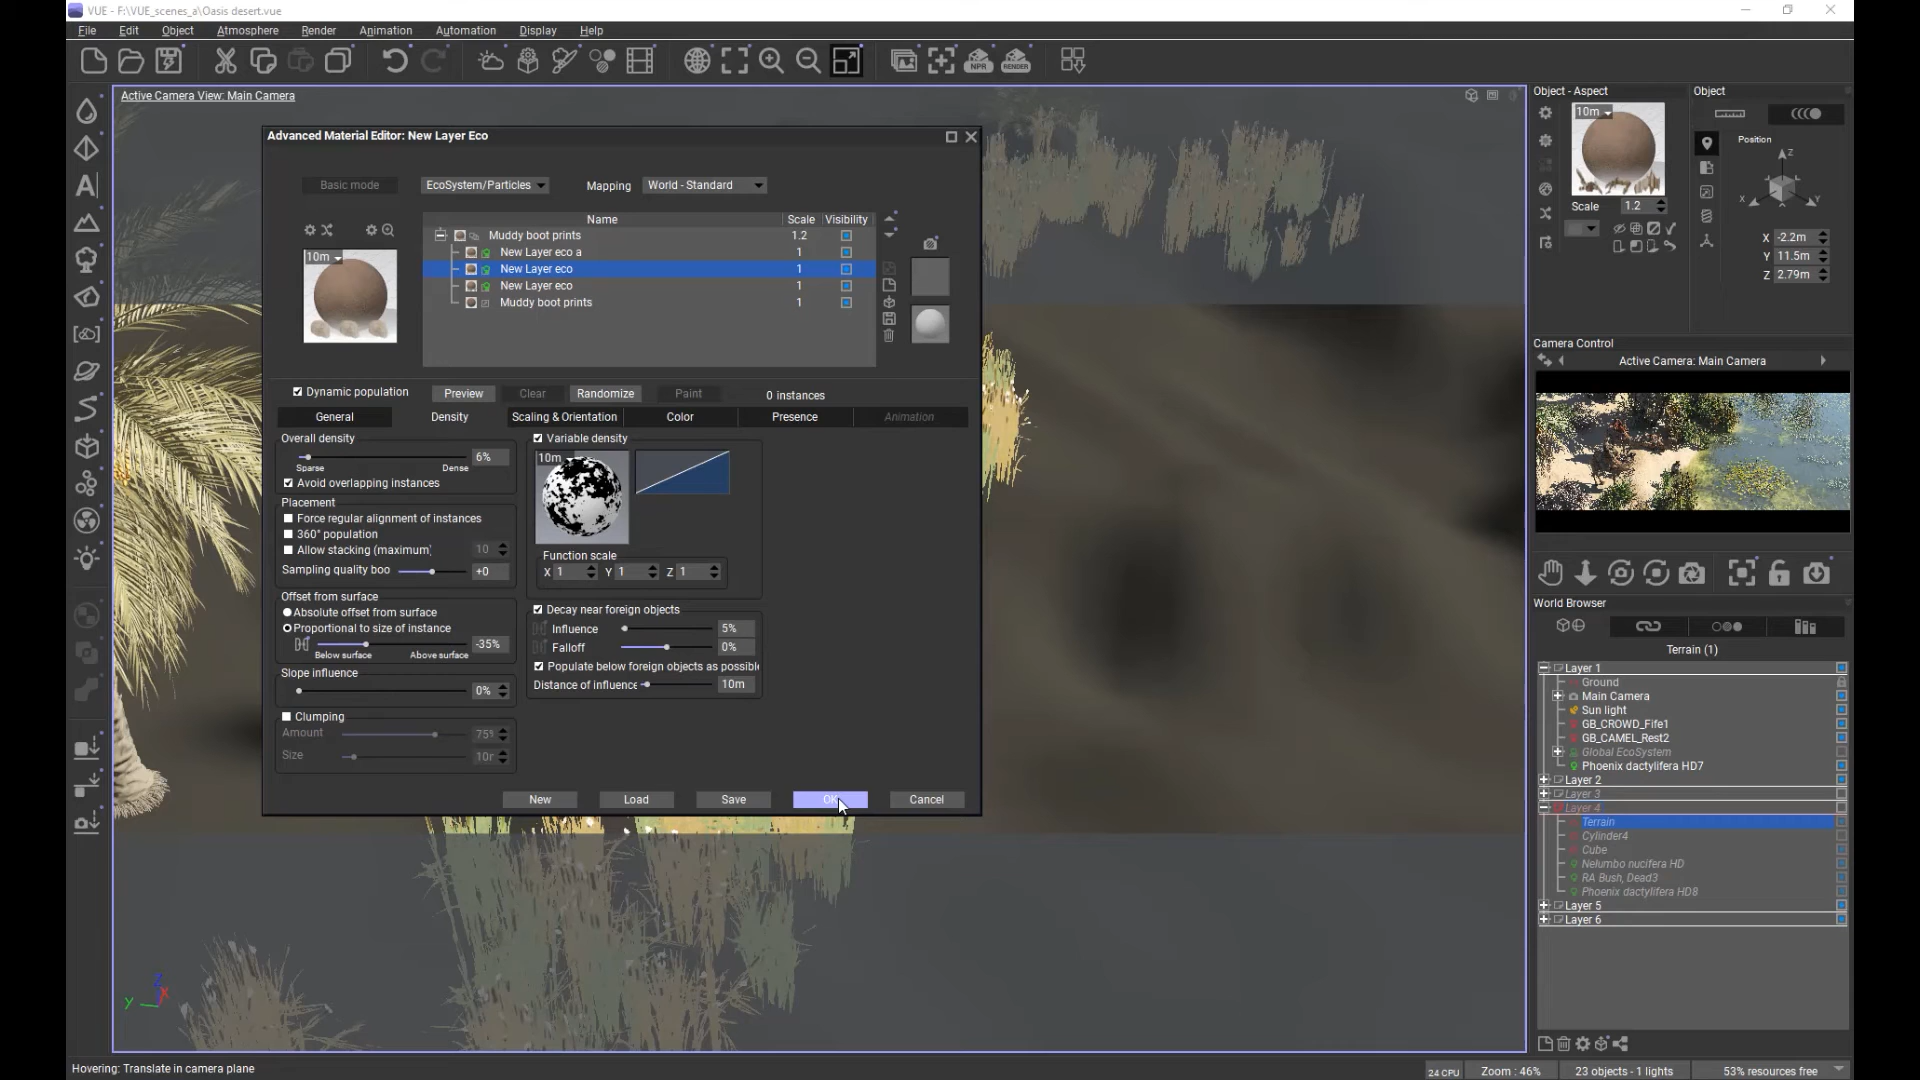 VUE - F:\VUE_scenes_a\Oasis desert.vue
File Edit Object Atmosphere Render Animation Automation Display Help
Active Camera View: Main Camera
Advanced Material Editor: New Layer Eco
Basic mode EcoSystem/Particles Mapping World - Standard
Name Scale Visibility
Muddy boot prints 1.2
New Layer eco a 1
New Layer eco 1
New Layer eco 1
Muddy boot prints 1
10m
Dynamic population Preview Clear Randomize Paint 0 instances
General Density Scaling & Orientation Color Presence Animation
Overall density
6%
Sparse Dense
Avoid overlapping instances
Placement
Force regular alignment of instances
360° population
Allow stacking (maximum) 10
Sampling quality boo +0
Offset from surface
Absolute offset from surface
Proportional to size of instance
-35%
Below surface Above surface
Slope influence
0%
Clumping
Amount 75%
Size
Variable density
10m
Function scale
X 1 Y 1 Z 1
Decay near foreign objects
Influence 5%
Falloff 0%
Populate below foreign objects as possible
Distance of influence 10m
New Load Save OK Cancel
Z
Y X
Object - Aspect
10m
Scale 1.2
Object
Position
Z
X Y
X -2.2m
Y 11.5m
Z 2.79m
NPR RENDER
Camera Control
Active Camera: Main Camera
World Browser
Terrain (1)
Layer 1
Ground
Main Camera
Sun light
GB_CROWD_Fife1
GB_CAMEL_Rest2
Global EcoSystem
Phoenix dactylifera HD7
Layer 2
Layer 3
Layer 4
Terrain
Cylinder4
Cube
Nelumbo nucifera HD
RA Bush, Dead3
Phoenix dactylifera HD8
Layer 5
Layer 6
Hovering: Translate in camera plane
24 CPU Zoom : 46% 23 objects - 1 lights 53% resources free